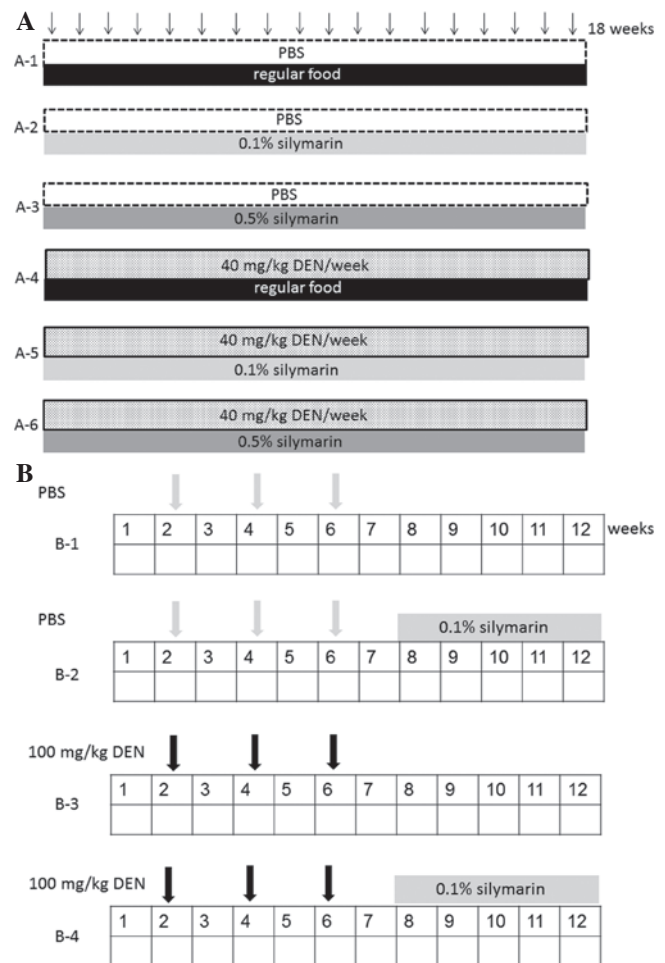 A
18 weeks
PBS
A-1
regular food
PBS
A-2
0.1% silymarin
PBS
A-3
0.5% silymarin
40 mg/kg DEN/week
A-4
regular food
40 mg/kg DEN/week
A-5
0.1% silymarin
40 mg/kg DEN/week
A-6
0.5% silymarin
B
PBS
1 2 3 4 5 6 7 8 9 10 11 12 weeks
B-1
PBS
0.1% silymarin
1 2 3 4 5 6 7 8 9 10 11 12
B-2
100 mg/kg DEN
1 2 3 4 5 6 7 8 9 10 11 12
B-3
100 mg/kg DEN
0.1% silymarin
1 2 3 4 5 6 7 8 9 10 11 12
B-4